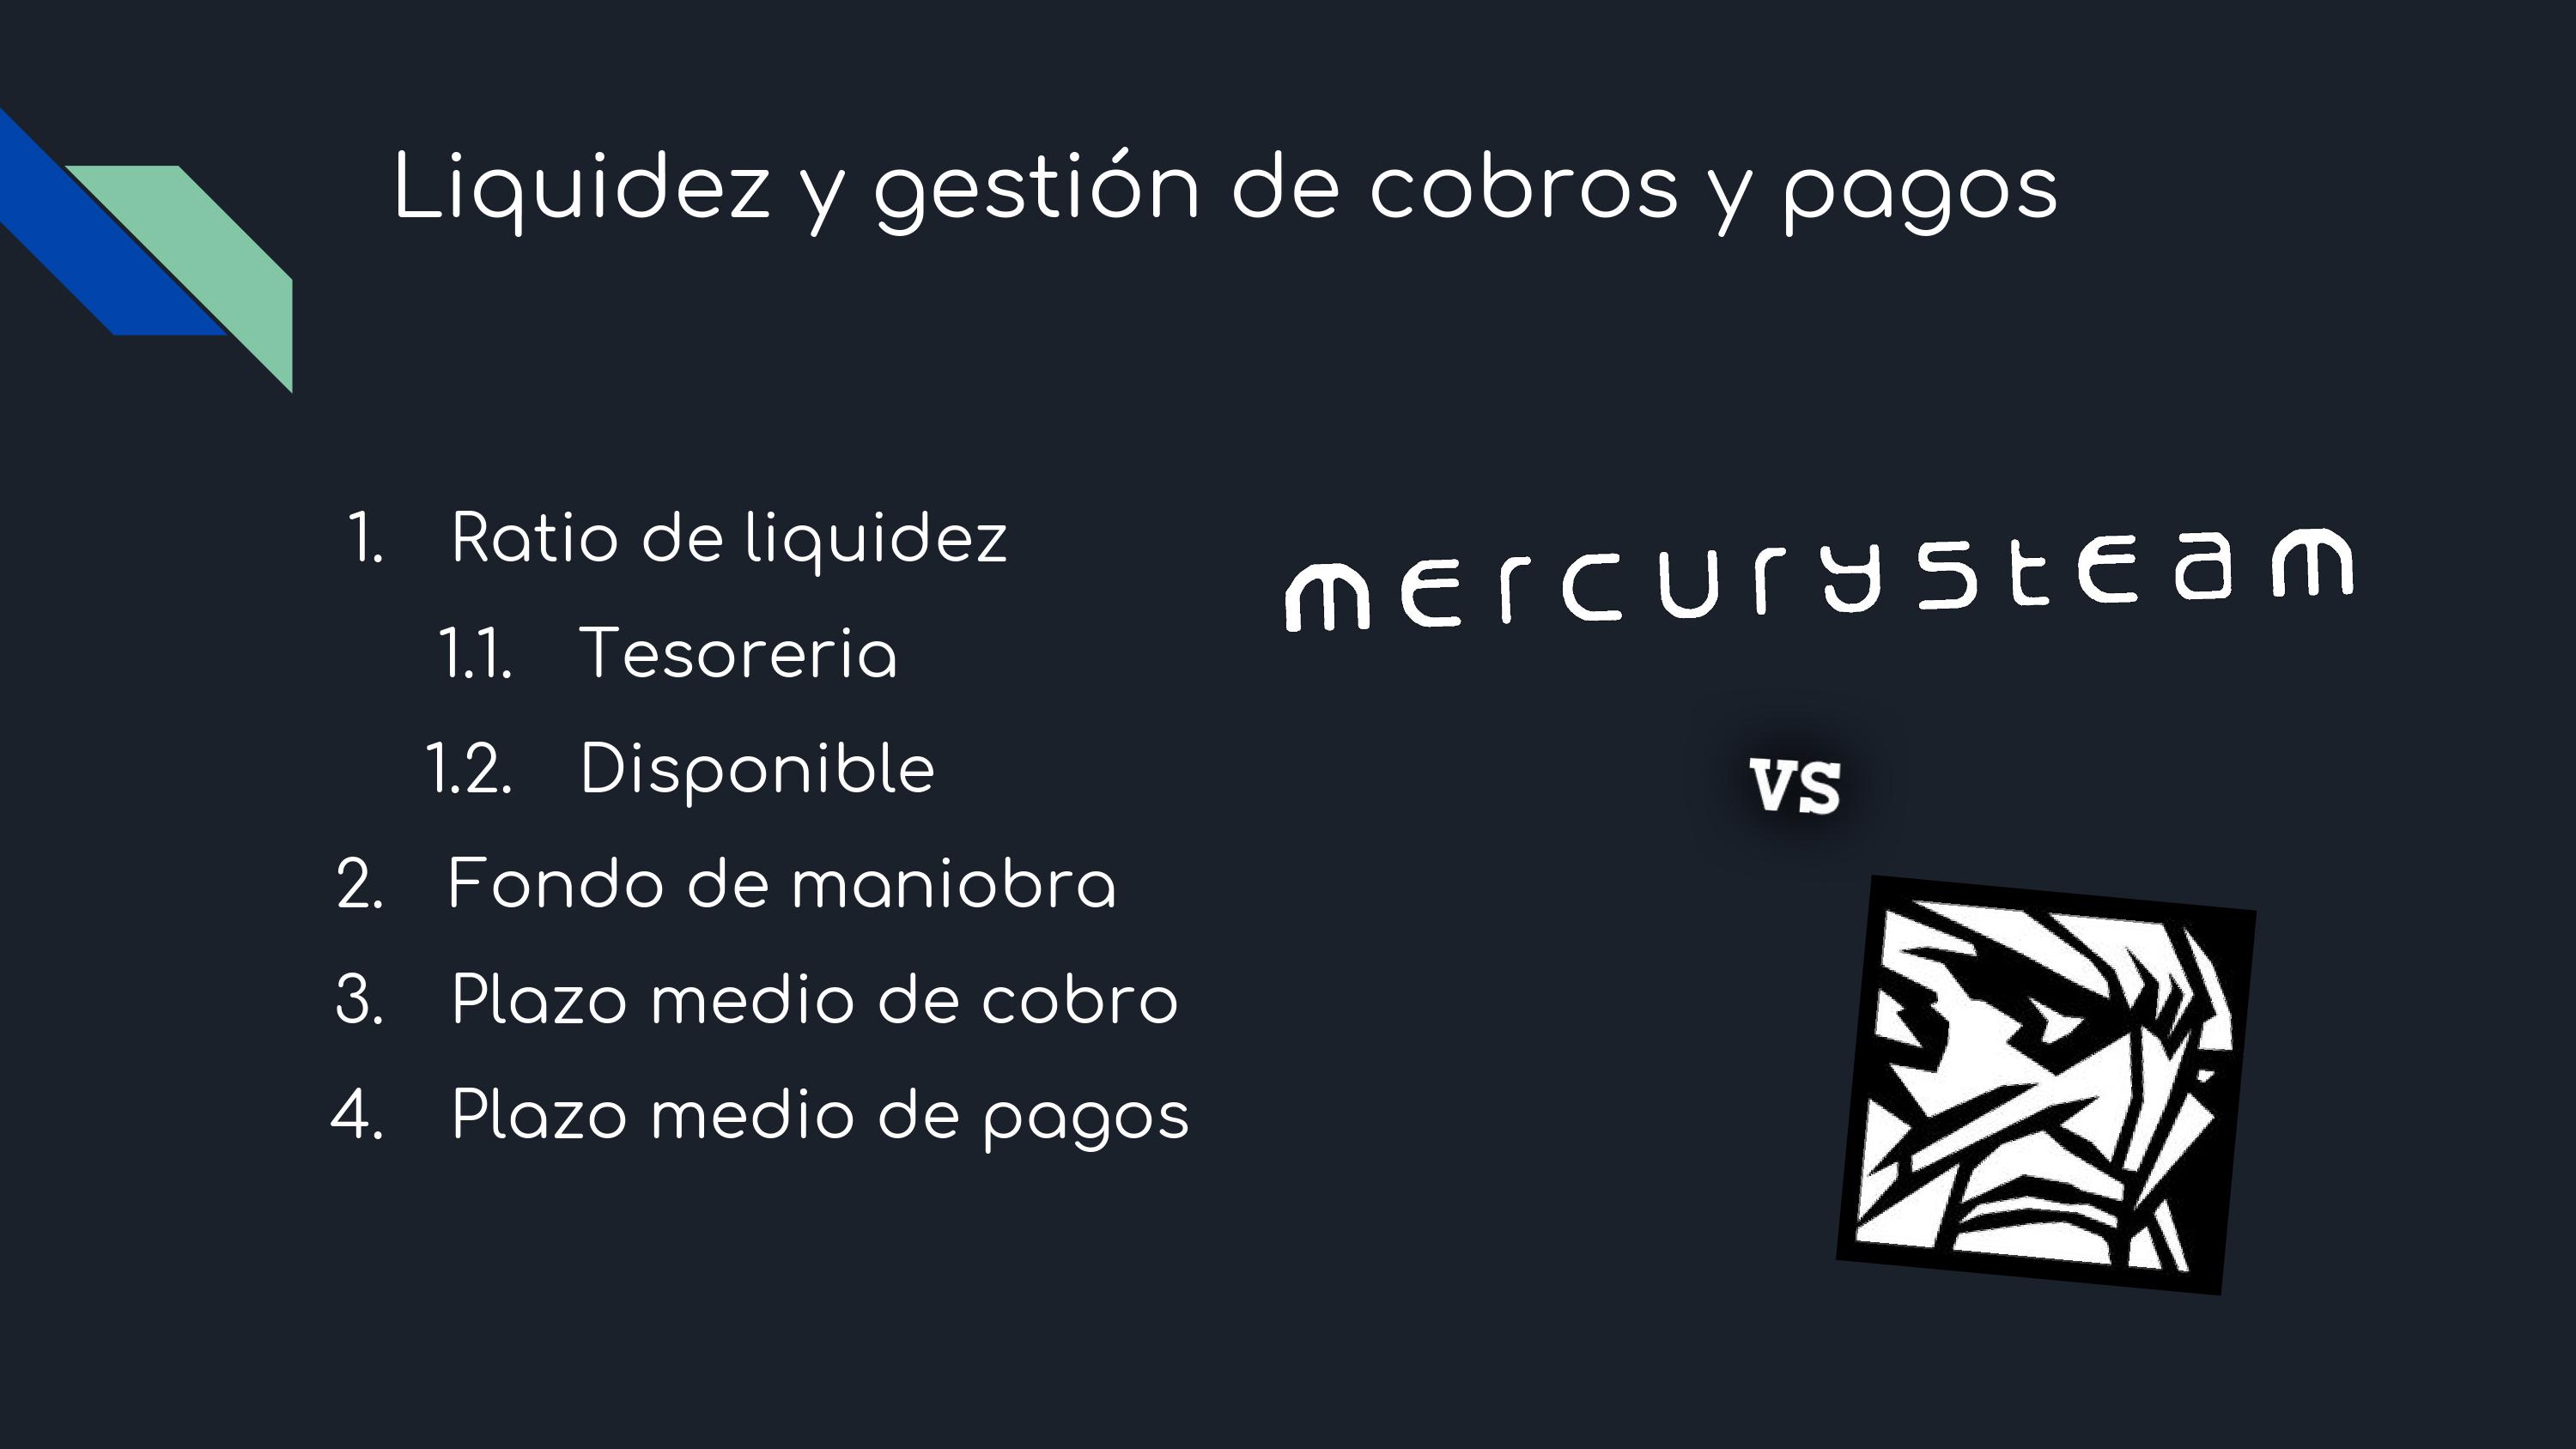 Liquidez y gestión de cobros y pagos
1. Ratio de liquidez
1.1. Tesoreria
1.2. Disponible
2. Fondo de maniobra
3. Plazo medio de cobro
4. Plazo medio de pagos
mercurysteam
vs